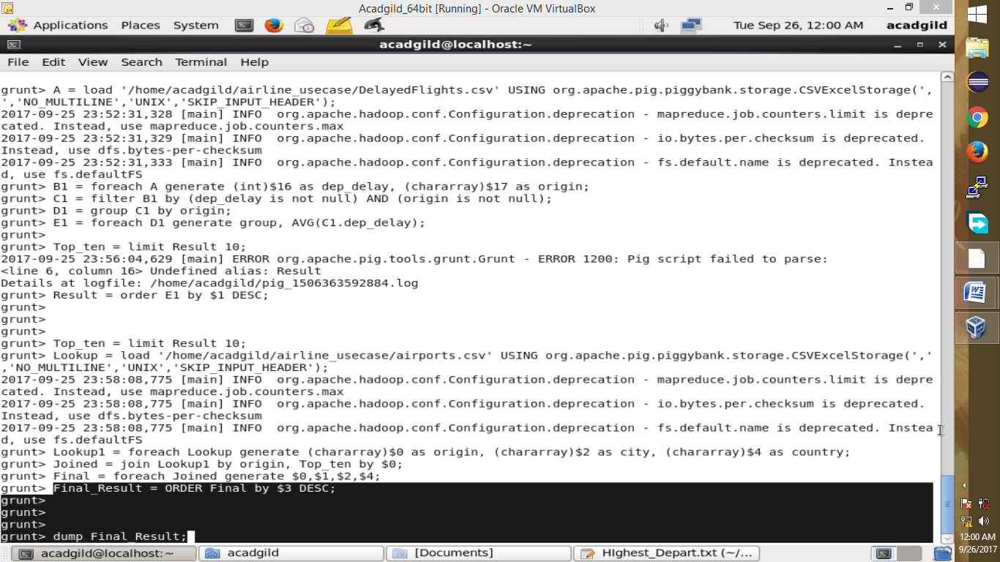 Acadgild_64bit [Running] - Oracle VM VirtualBox
Applications Places System Tue Sep 26, 12:00 AM acadgild
acadgild@localhost:~
File Edit View Search Terminal Help
grunt> A = load '/home/acadgild/airline_usecase/DelayedFlights.csv' USING org.apache.pig.piggybank.storage.CSVExcelStorage(',
','NO_MULTILINE','UNIX','SKIP_INPUT_HEADER');
2017-09-25 23:52:31,328 [main] INFO  org.apache.hadoop.conf.Configuration.deprecation - mapreduce.job.counters.limit is depre
cated. Instead, use mapreduce.job.counters.max
2017-09-25 23:52:31,329 [main] INFO  org.apache.hadoop.conf.Configuration.deprecation - io.bytes.per.checksum is deprecated.
Instead, use dfs.bytes-per-checksum
2017-09-25 23:52:31,333 [main] INFO  org.apache.hadoop.conf.Configuration.deprecation - fs.default.name is deprecated. Instea
d, use fs.defaultFS
grunt> B1 = foreach A generate (int)$16 as dep_delay, (chararray)$17 as origin;
grunt> C1 = filter B1 by (dep_delay is not null) AND (origin is not null);
grunt> D1 = group C1 by origin;
grunt> E1 = foreach D1 generate group, AVG(C1.dep_delay);
grunt>
grunt> Top_ten = limit Result 10;
2017-09-25 23:56:04,629 [main] ERROR org.apache.pig.tools.grunt.Grunt - ERROR 1200: Pig script failed to parse:
<line 6, column 16> Undefined alias: Result
Details at logfile: /home/acadgild/pig_1506363592884.log
grunt> Result = order E1 by $1 DESC;
grunt>
grunt>
grunt>
grunt> Top_ten = limit Result 10;
grunt> Lookup = load '/home/acadgild/airline_usecase/airports.csv' USING org.apache.pig.piggybank.storage.CSVExcelStorage(','
,'NO_MULTILINE','UNIX','SKIP_INPUT_HEADER');
2017-09-25 23:58:08,775 [main] INFO  org.apache.hadoop.conf.Configuration.deprecation - mapreduce.job.counters.limit is depre
cated. Instead, use mapreduce.job.counters.max
2017-09-25 23:58:08,775 [main] INFO  org.apache.hadoop.conf.Configuration.deprecation - io.bytes.per.checksum is deprecated.
Instead, use dfs.bytes-per-checksum
2017-09-25 23:58:08,775 [main] INFO  org.apache.hadoop.conf.Configuration.deprecation - fs.default.name is deprecated. Instea
d, use fs.defaultFS
grunt> Lookup1 = foreach Lookup generate (chararray)$0 as origin, (chararray)$2 as city, (chararray)$4 as country;
grunt> Joined = join Lookup1 by origin, Top_ten by $0;
grunt> Final = foreach Joined generate $0,$1,$2,$4;
grunt> Final_Result = ORDER Final by $3 DESC;
grunt>
grunt>
grunt>
grunt> dump Final_Result;
acadgild@localhost:~ acadgild [Documents] HIghest_Depart.txt (~/...
12:00 AM
9/26/2017